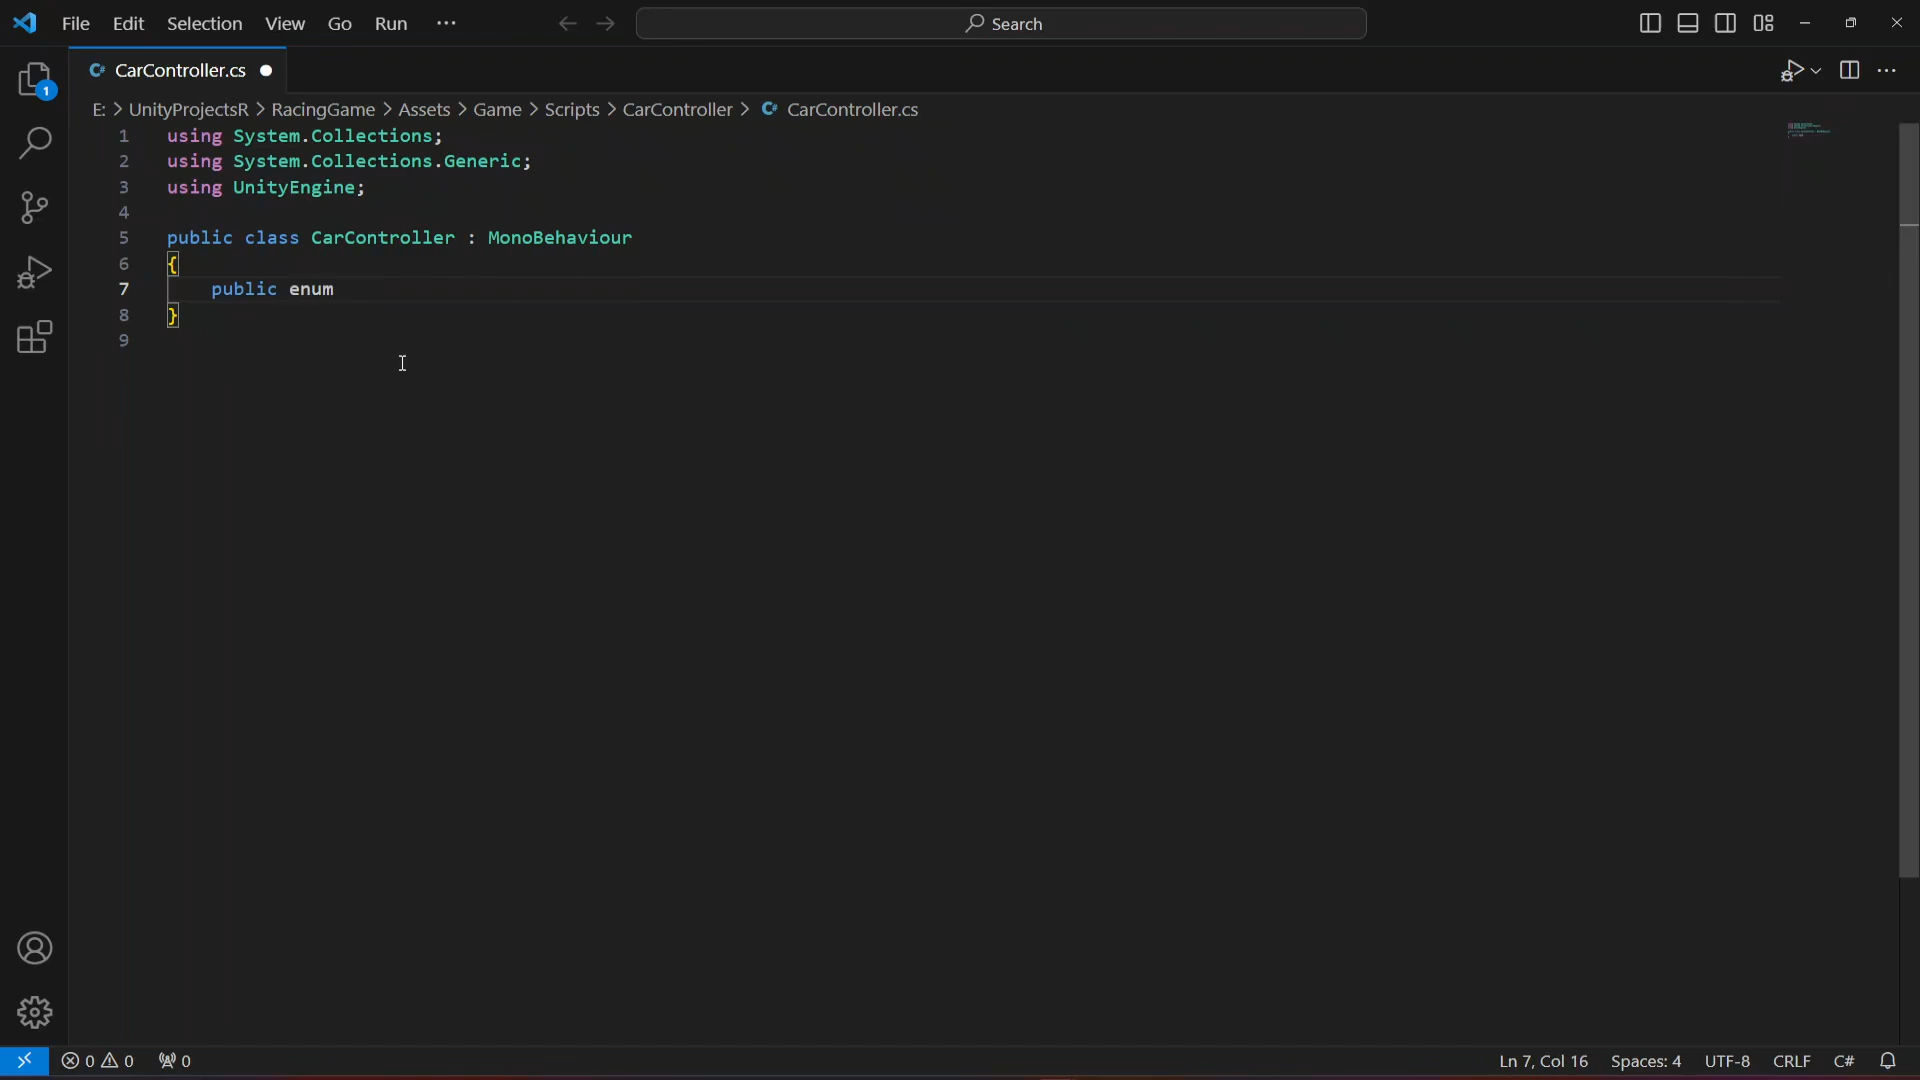 File Edit Selection View Go Run ··· Search
CarController.cs
1
E: > UnityProjectsR > RacingGame > Assets > Game > Scripts > CarController > CarController.cs
1 using System.Collections;
2 using System.Collections.Generic;
3 using UnityEngine;
4
5 public class CarController : MonoBehaviour
6 {
7 public enum
8 }
9
0 0 0 Ln 7, Col 16 Spaces: 4 UTF-8 CRLF C#